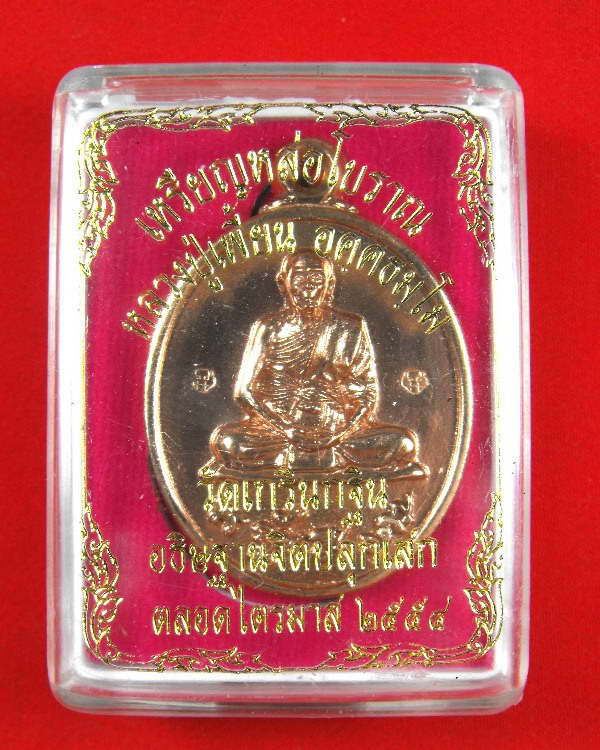 เหรียญหล่อโบราณ
หลวงปู่เพี้ยน อคฺคธมฺโม
วัดเกริ่นกฐิน
อธิษฐานจิตปลุกเสก
ตลอดไตรมาส ๒๕๕๔